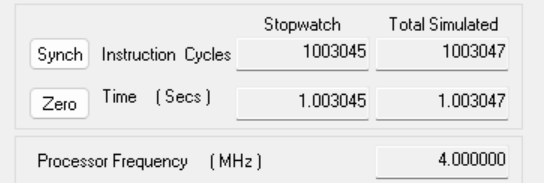 Stopwatch Total Simulated
Synch Instruction Cycles 1003045 1003047
Zero Time (Secs) 1.003045 1.003047
Processor Frequency (MHz) 4.000000